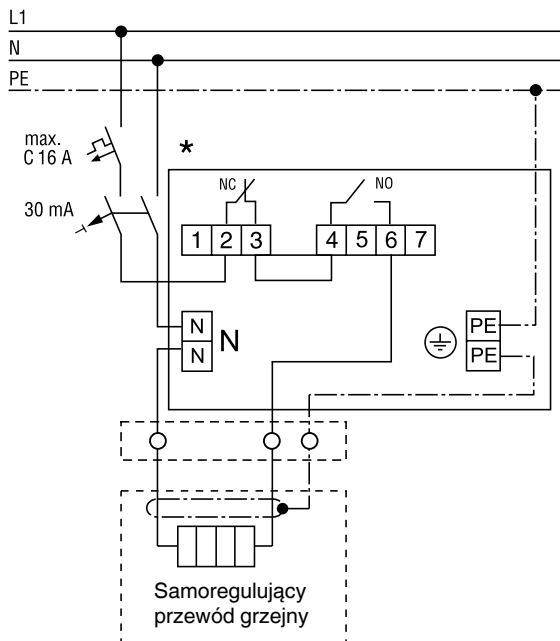 L1
N
PE
max.
C 16 A
*
30 mA
NC
NO
1 2 3
4 5 6 7
N
N
N
PE
PE
Samoregulujący
przewód grzejny